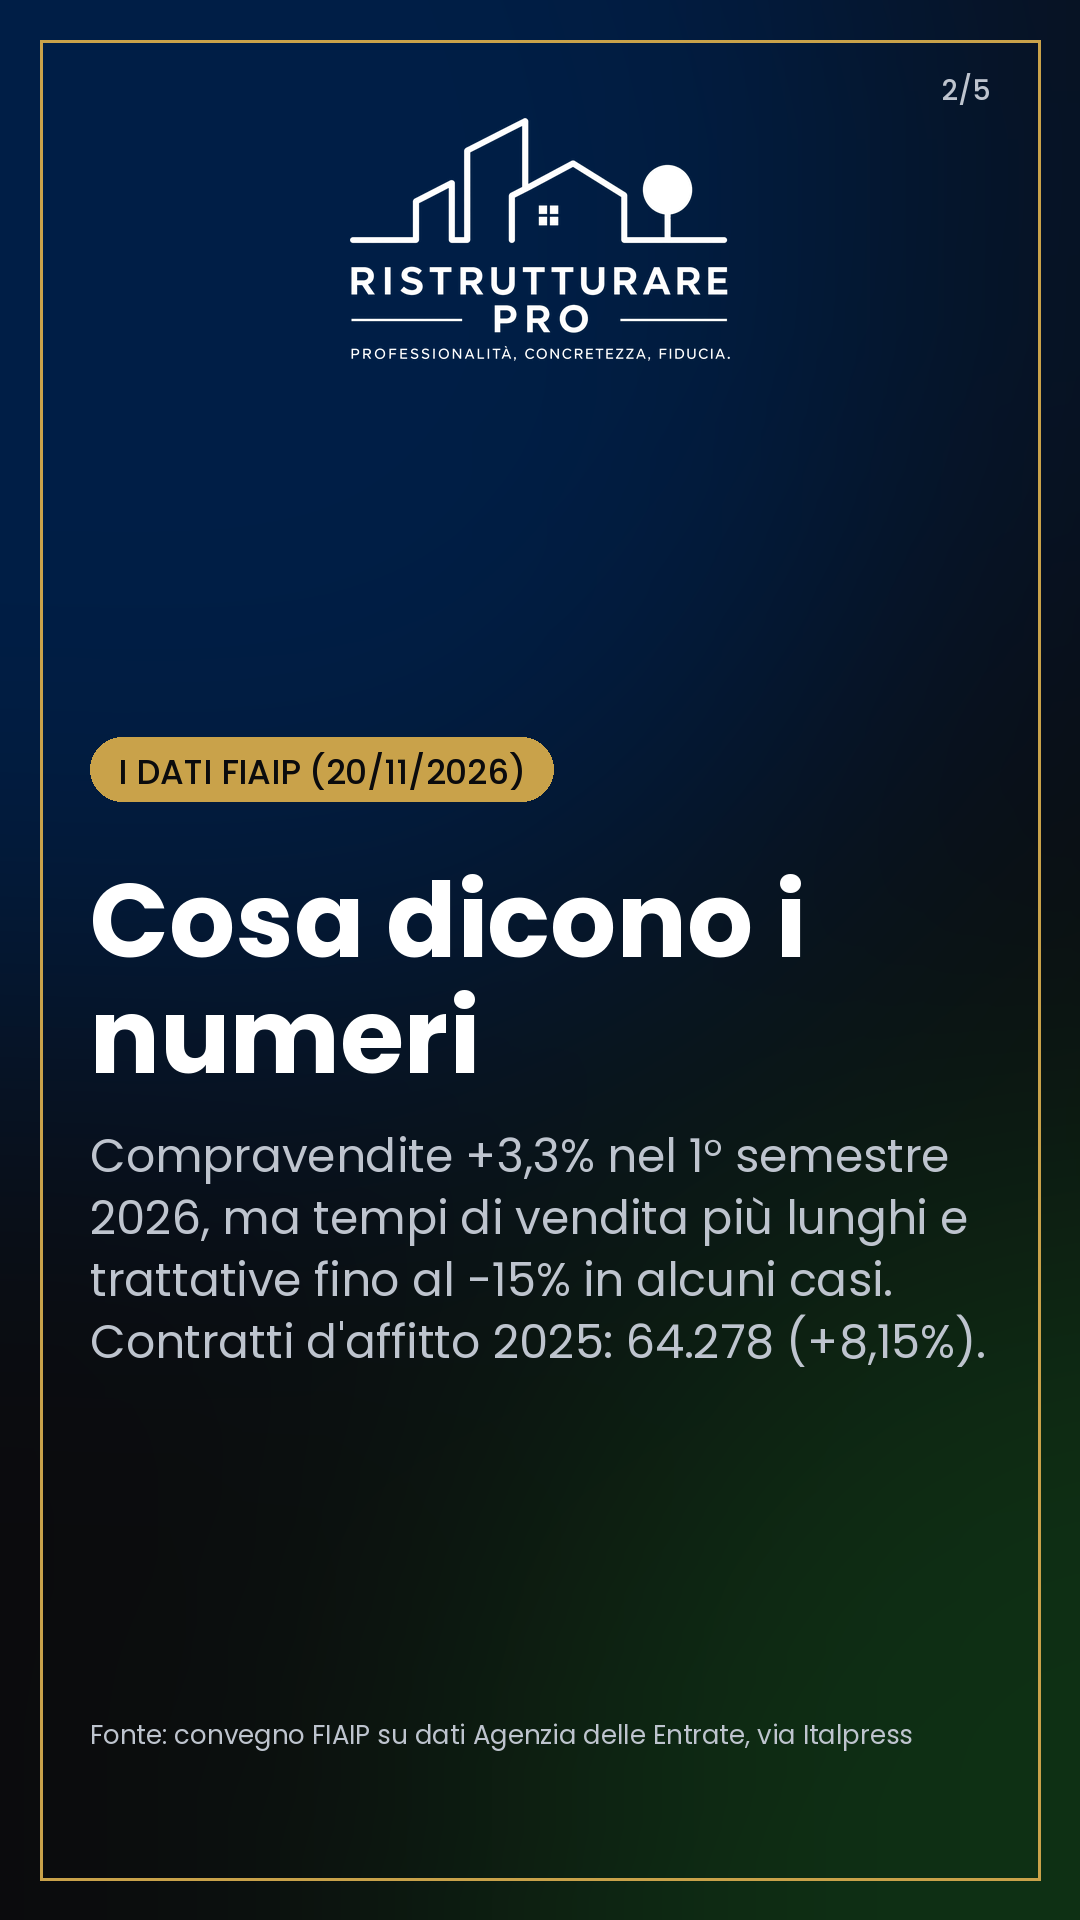 2/5
RISTRUTTURARE
PRO
PROFESSIONALITÀ, CONCRETEZZA, FIDUCIA.
I DATI FIAIP (20/11/2026)
Cosa dicono i
numeri
Compravendite +3,3% nel 1° semestre
2026, ma tempi di vendita più lunghi e
trattative fino al -15% in alcuni casi.
Contratti d'affitto 2025: 64.278 (+8,15%).
Fonte: convegno FIAIP su dati Agenzia delle Entrate, via Italpress